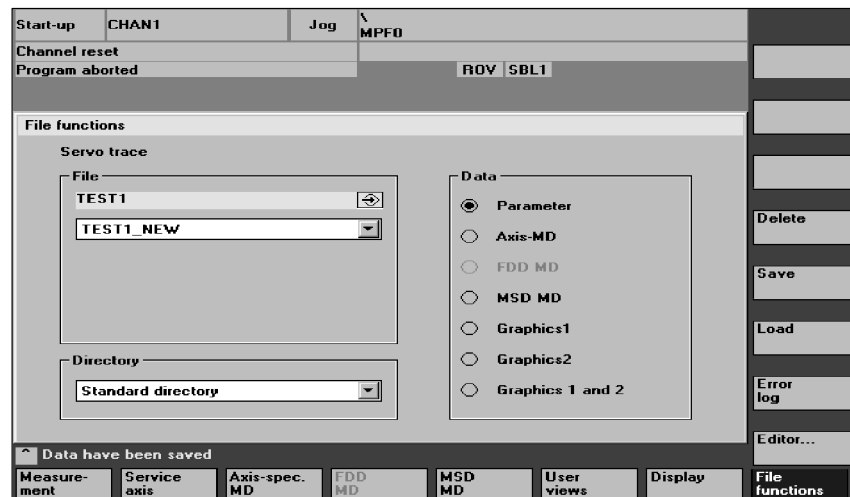 Start-up CHAN1 Jog \
MPF0
Channel reset
Program aborted ROV SBL1
File functions
Servo trace
File
TEST1
TEST1_NEW
Directory
Standard directory
Data
Parameter
Axis-MD
FDD MD
MSD MD
Graphics1
Graphics2
Graphics 1 and 2
Delete
Save
Load
Error
log
Editor...
^ Data have been saved
Measure-
ment
Service
axis
Axis-spec.
MD
FDD
MD
MSD
MD
User
views
Display
File
functions